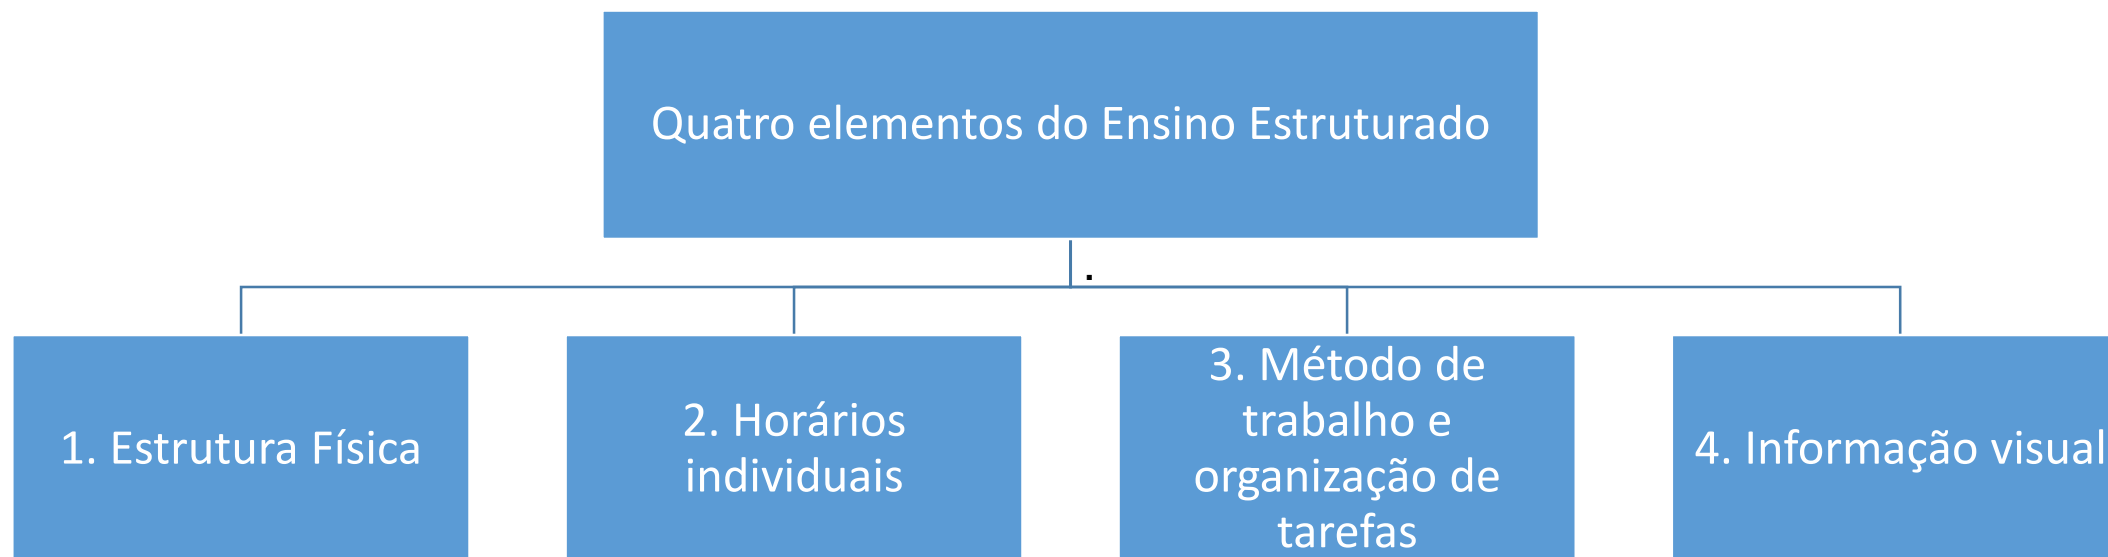 Quatro elementos do Ensino Estruturado
.
1. Estrutura Física
2. Horários
individuais
3. Método de
trabalho e
organização de
tarefas
4. Informação visual